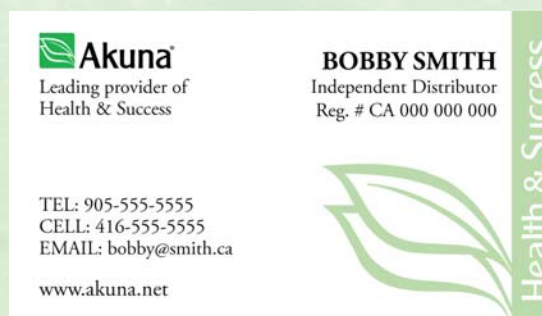 Akuna
Leading provider of
Health & Success
BOBBY SMITH
Independent Distributor
Reg. # CA 000 000 000
TEL: 905-555-5555
CELL: 416-555-5555
EMAIL: bobby@smith.ca
www.akuna.net
Health & Success